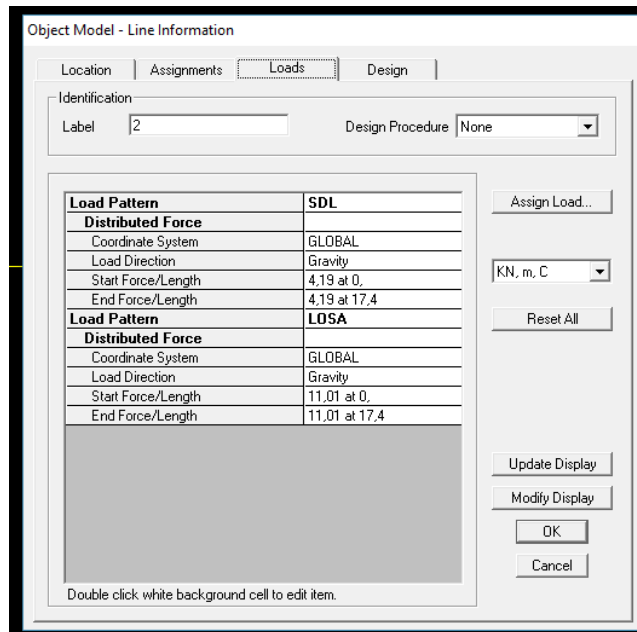 Object Model - Line Information
Location
Assignments
Loads
Design
Identification
Label
2
Design Procedure
None
Load Pattern SDL
Distributed Force
Coordinate System GLOBAL
Load Direction Gravity
Start Force/Length 4,19 at 0,
End Force/Length 4,19 at 17,4
Load Pattern LOSA
Distributed Force
Coordinate System GLOBAL
Load Direction Gravity
Start Force/Length 11,01 at 0,
End Force/Length 11,01 at 17,4
Double click white background cell to edit item.
Assign Load...
KN, m, C
Reset All
Update Display
Modify Display
OK
Cancel